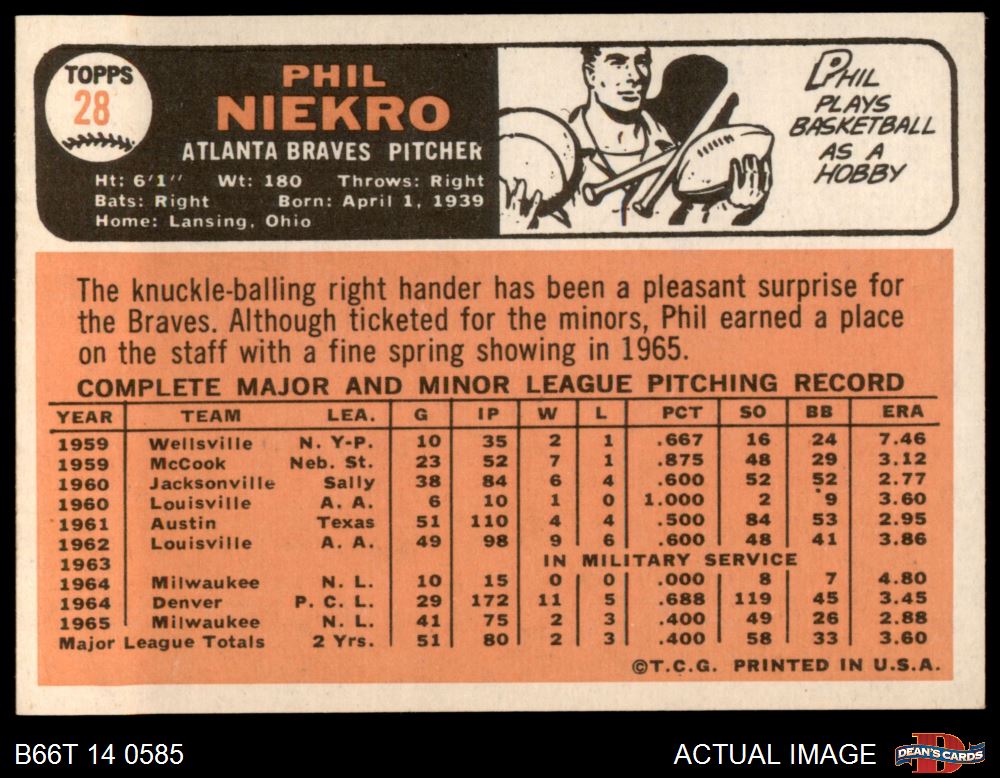 TOPPS
28
PHIL
NIEKRO
ATLANTA BRAVES PITCHER
Ht: 6'1" Wt: 180 Throws: Right
Bats: Right Born: April 1, 1939
Home: Lansing, Ohio
PHIL
PLAYS
BASKETBALL
AS A
HOBBY
The knuckle-balling right hander has been a pleasant surprise for
the Braves. Although ticketed for the minors, Phil earned a place
on the staff with a fine spring showing in 1965.
COMPLETE MAJOR AND MINOR LEAGUE PITCHING RECORD
YEAR TEAM LEA. G IP W L PCT SO BB ERA
1959 Wellsville N. Y-P. 10 35 2 1 .667 16 24 7.46
1959 McCook Neb. St. 23 52 7 1 .875 48 29 3.12
1960 Jacksonville Sally 38 84 6 4 .600 52 52 2.77
1960 Louisville A. A. 6 10 1 0 1.000 2 9 3.60
1961 Austin Texas 51 110 4 4 .500 84 53 2.95
1962 Louisville A. A. 49 98 9 6 .600 48 41 3.86
1963 IN MILITARY SERVICE
1964 Milwaukee N. L. 10 15 0 0 .000 8 7 4.80
1964 Denver P. C. L. 29 172 11 5 .688 119 45 3.45
1965 Milwaukee N. L. 41 75 2 3 .400 49 26 2.88
Major League Totals 2 Yrs. 51 80 2 3 .400 58 33 3.60
©T.C.G. PRINTED IN U.S.A.
B66T 14 0585 ACTUAL IMAGE DEAN'S CARDS